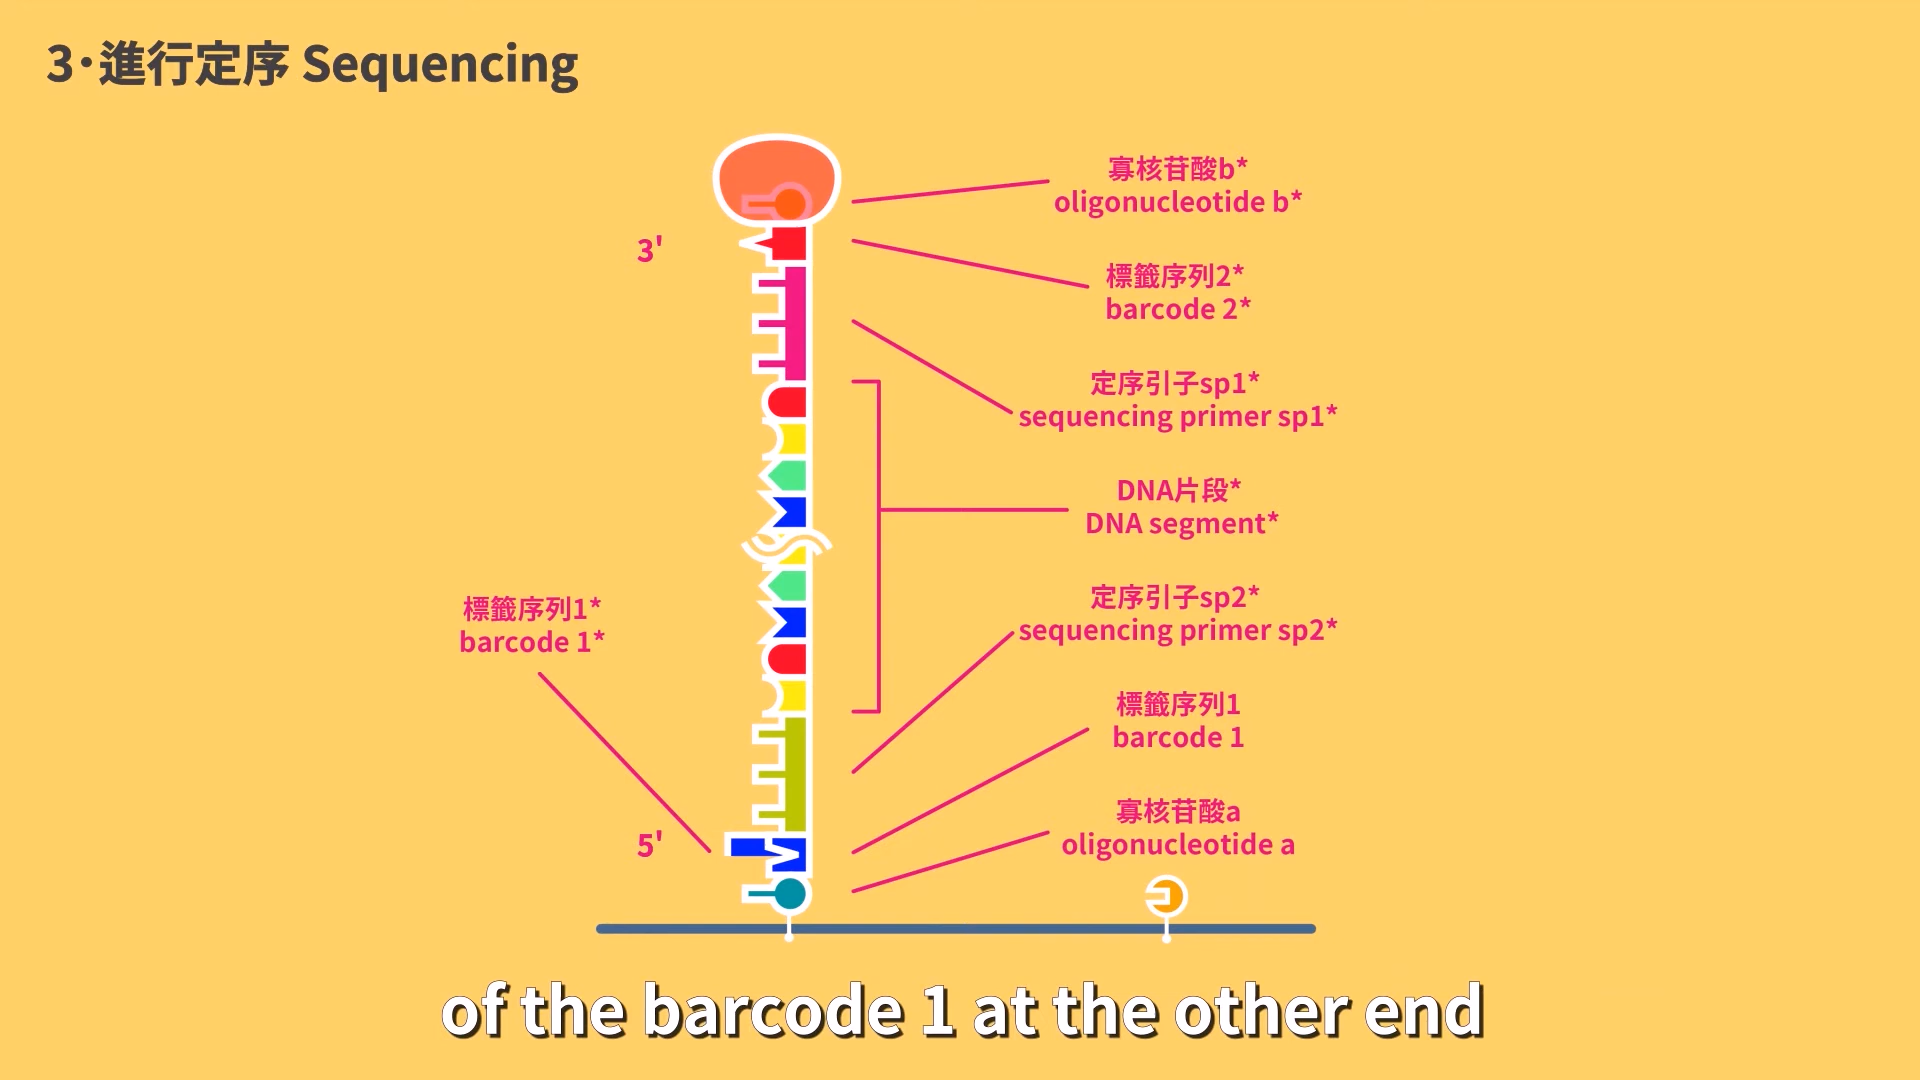 3·進行定序 Sequencing
寡核苷酸b*
oligonucleotide b*
3'
標籤序列2*
barcode 2*
定序引子sp1*
sequencing primer sp1*
DNA片段*
DNA segment*
定序引子sp2*
sequencing primer sp2*
標籤序列1*
barcode 1*
標籤序列1
barcode 1
寡核苷酸a
oligonucleotide a
5'
of the barcode 1 at the other end